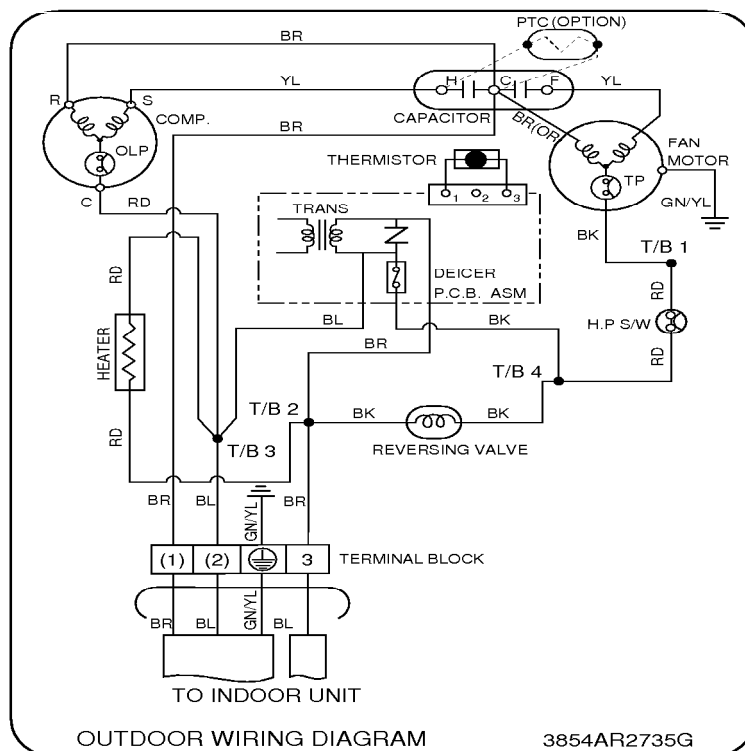 PTC (OPTION)
BR
YL
H
C
F
YL
R
S
COMP.
CAPACITOR
BR
BR(OR
FAN
MOTOR
OLP
THERMISTOR
TP
C
RD
1
2
3
GN/YL
TRANS
BK
T/B 1
RD
DEICER
P.C.B. ASM
RD
HEATER
BL
BK
H.P S/W
BR
RD
T/B 4
T/B 2
BK
BK
RD
T/B 3
REVERSING VALVE
BR
BL
GN/YL
BR
(1)
(2)
3
TERMINAL BLOCK
BR
BL
GN/YL
BL
TO INDOOR UNIT
OUTDOOR WIRING DIAGRAM
3854AR2735G